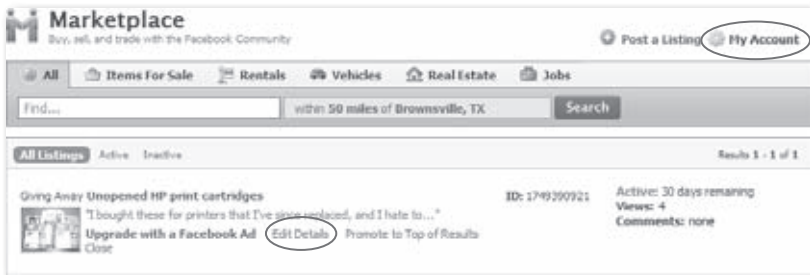 Marketplace
Buy, sell, and trade with the Facebook Community
Post a Listing My Account
All Items For Sale Rentals Vehicles Real Estate Jobs
Find... within 50 miles of Brownsville, TX Search
All Listings Active Inactive Results 1 - 1 of 1
Giving Away Unopened HP print cartridges ID: 1749390921 Active: 30 days remaining
"I bought these for printers that I've since replaced, and I hate to..." Views: 4
Upgrade with a Facebook Ad Edit Details Promote to Top of Results Comments: none
Close